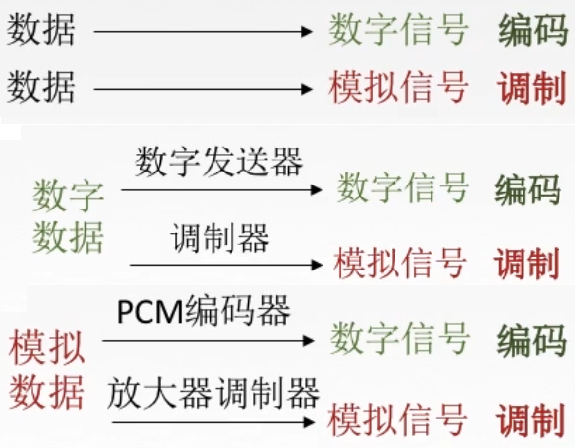 数据 数字信号 编码
数据 模拟信号 调制
数字发送器
数字 数字信号 编码
数据 调制器
模拟信号 调制
PCM编码器
模拟 数字信号 编码
数据 放大器调制器
模拟信号 调制